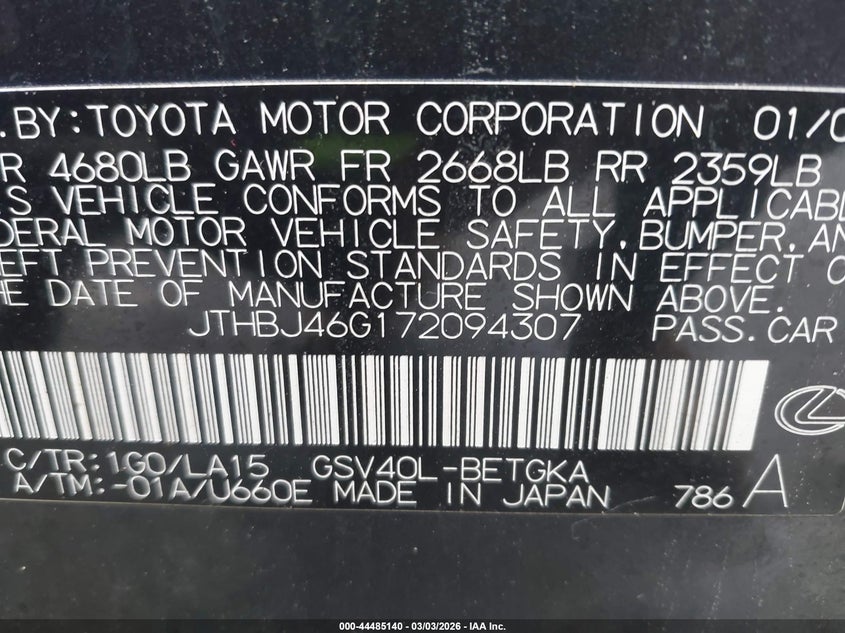 .BY:TOYOTA MOTOR CORPORATION 01/0
R 4680LB GAWR FR 2668LB RR 2359LB
S VEHICLE CONFORMS TO ALL APPLICABL
DERAL MOTOR VEHICLE SAFETY,BUMPER,AN
EFT PREVENTION STANDARDS IN EFFECT O
HE DATE OF MANUFACTURE SHOWN ABOVE.
JTHBJ46G172094307 PASS.CAR
C/TR:1G0/LA15 GSV40L-BETGKA
A/TM:-01A/U660E MADE IN JAPAN 786 A
000-44485140 - 03/03/2026 - IAA Inc.